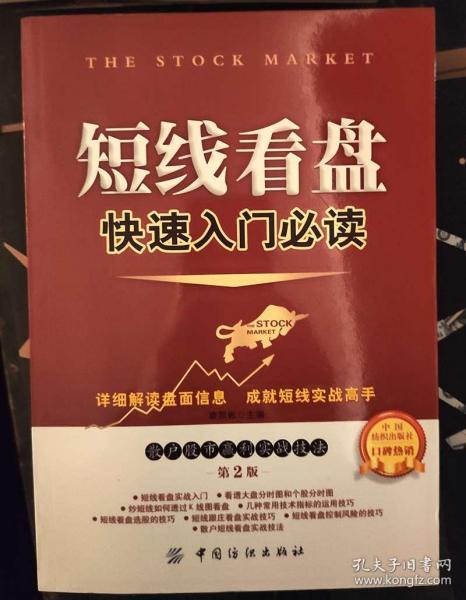 THE STOCK MARKET
短线看盘
快速入门必读
THE STOCK
MARKET
详细解读盘面信息 成就短线实战高手
主编
散户股市赢利实战技法
第2版
中国
纺织出版社
口碑热销
• 短线看盘实战入门 • 看透大盘分时图和个股分时图
• 炒短线如何透过K线图看盘 • 几种常用技术指标的运用技巧
• 短线看盘选股的技巧 • 短线跟庄看盘实战技巧 • 短线看盘控制风险的技巧
• 散户短线看盘实战技法
中国纺织出版社
孔夫子旧书网